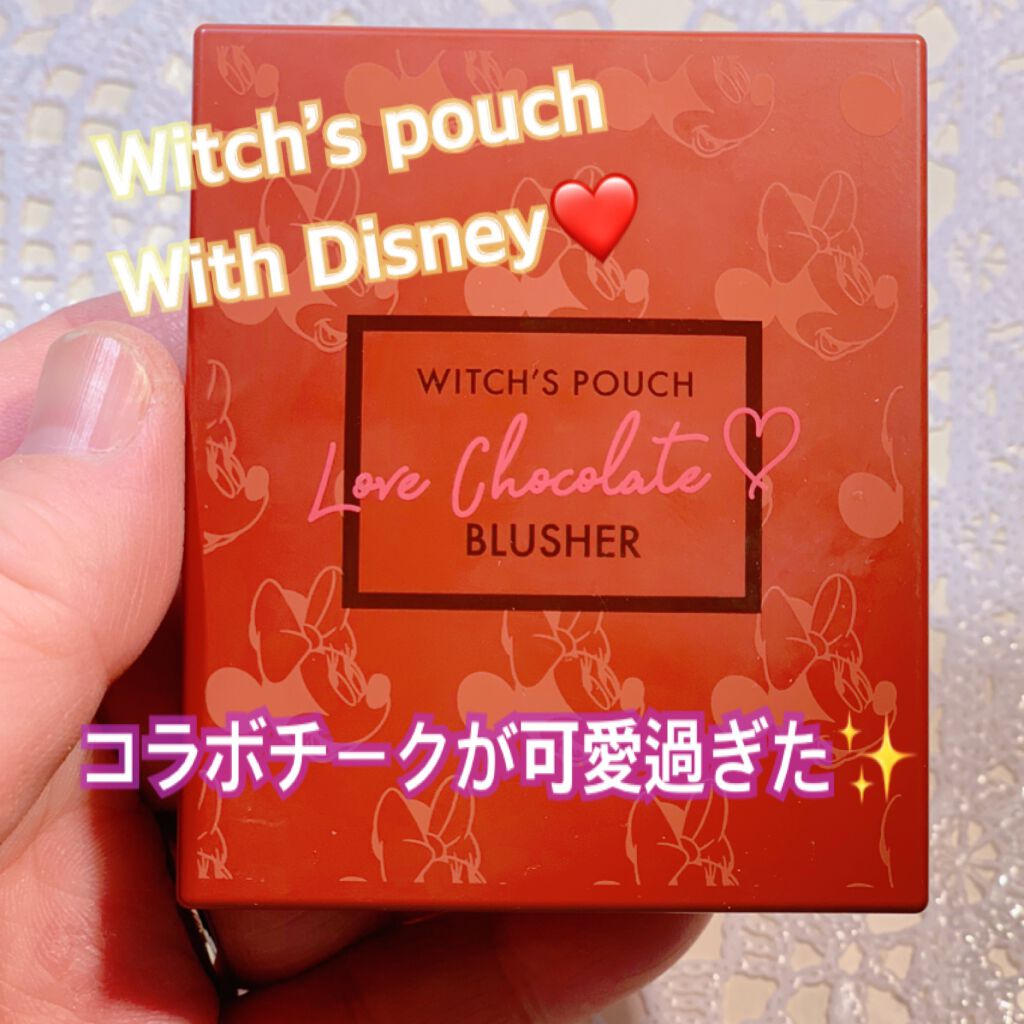 Witch's pouch
With Disney❤️
WITCH'S POUCH
Love Chocolate♡
BLUSHER
コラボチークが可愛過ぎた✨